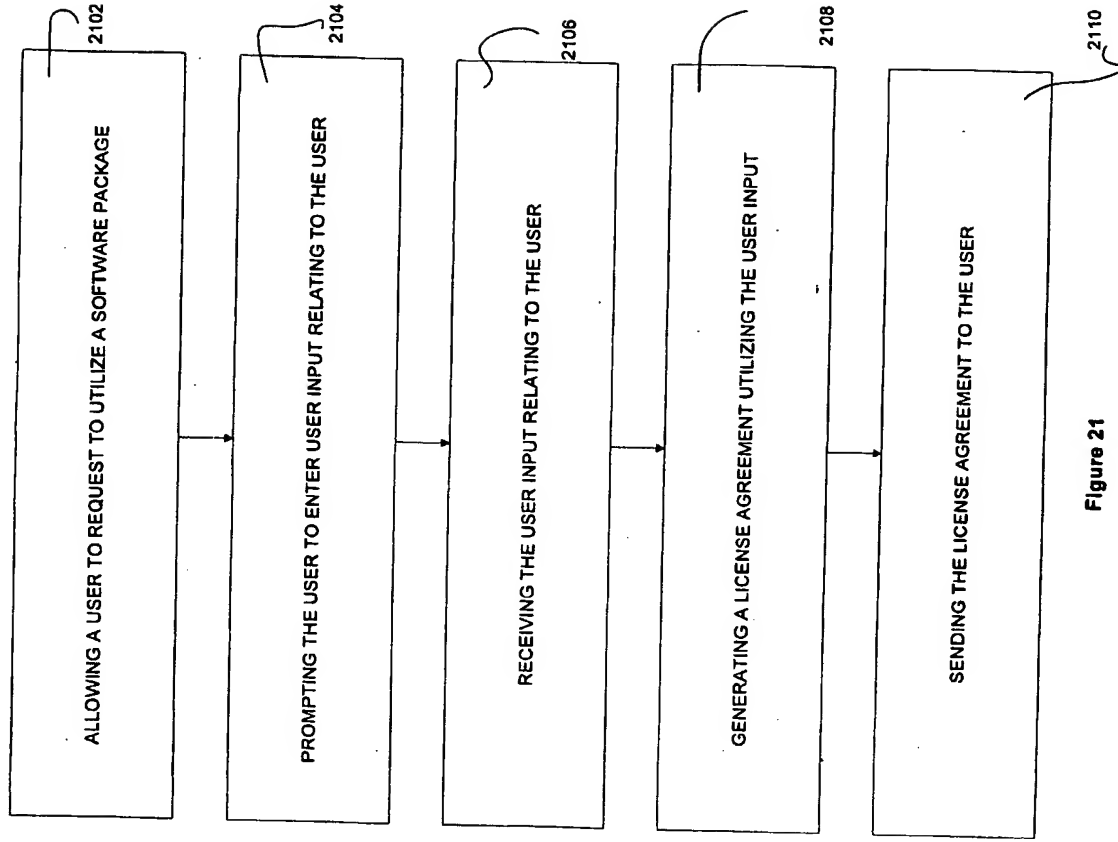 ALLOWING A USER TO REQUEST TO UTILIZE A SOFTWARE PACKAGE
2102
PROMPTING THE USER TO ENTER USER INPUT RELATING TO THE USER
2104
RECEIVING THE USER INPUT RELATING TO THE USER
2106
GENERATING A LICENSE AGREEMENT UTILIZING THE USER INPUT
2108
SENDING THE LICENSE AGREEMENT TO THE USER
2110
Figure 21